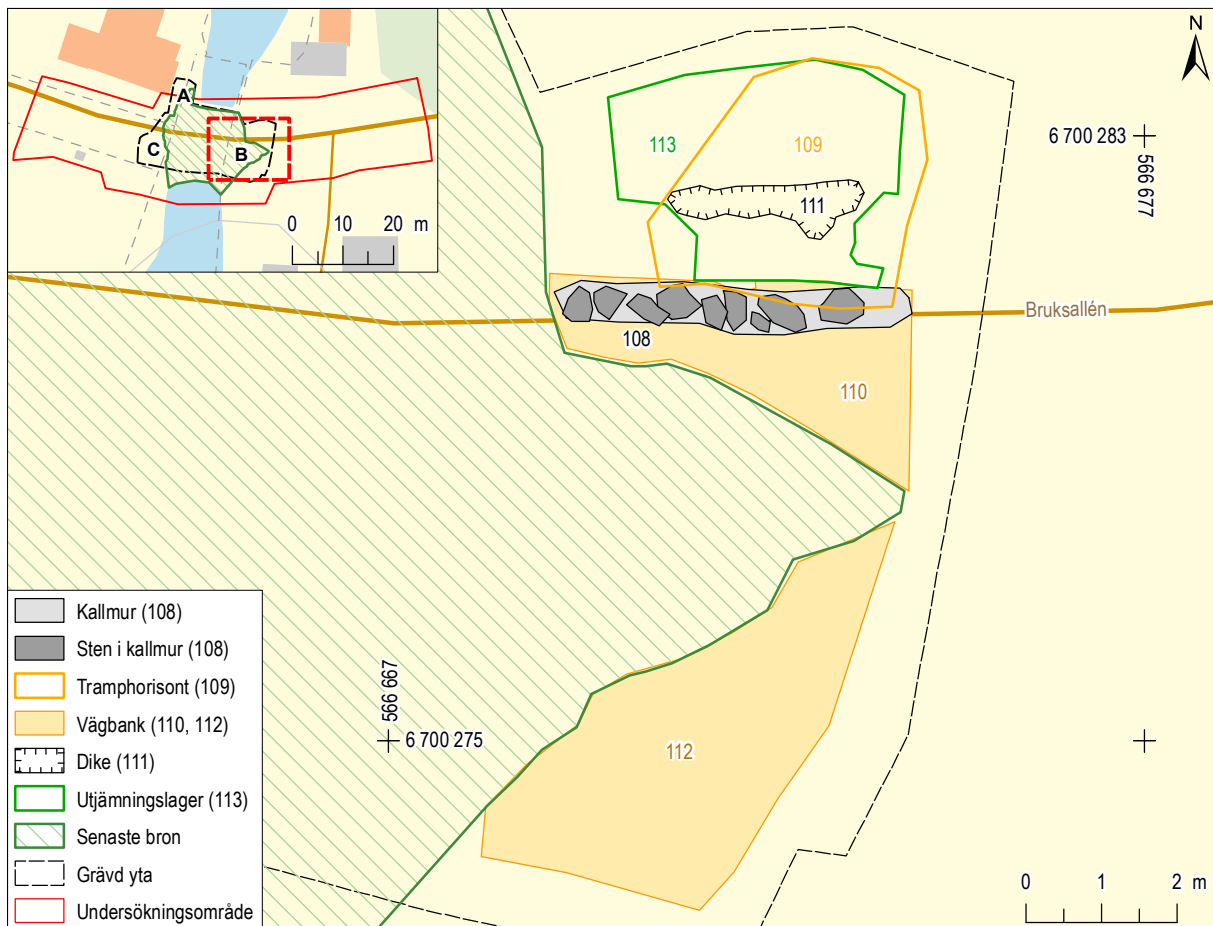 A
C
B
0 10 20 m
N
113
109
111
6 700 283
566 677
Bruksallén
108
110
566 667
6 700 275
112
Kallmur (108)
Sten i kallmur (108)
Tramphorisont (109)
Vägbank (110, 112)
Dike (111)
Utjämningslager (113)
Senaste bron
Grävd yta
Undersökningsområde
0 1 2 m